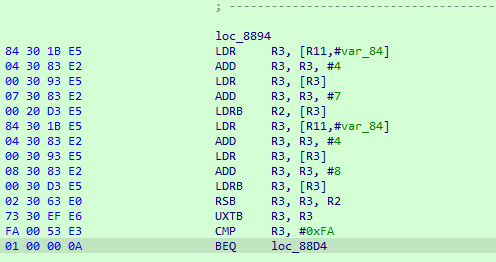 ; ---------------------------------------
loc_8894
84 30 1B E5 LDR R3, [R11,#var_84]
04 30 83 E2 ADD R3, R3, #4
00 30 93 E5 LDR R3, [R3]
07 30 83 E2 ADD R3, R3, #7
00 20 D3 E5 LDRB R2, [R3]
84 30 1B E5 LDR R3, [R11,#var_84]
04 30 83 E2 ADD R3, R3, #4
00 30 93 E5 LDR R3, [R3]
08 30 83 E2 ADD R3, R3, #8
00 30 D3 E5 LDRB R3, [R3]
02 30 63 E0 RSB R3, R3, R2
73 30 EF E6 UXTB R3, R3
FA 00 53 E3 CMP R3, #0xFA
01 00 00 0A BEQ loc_88D4